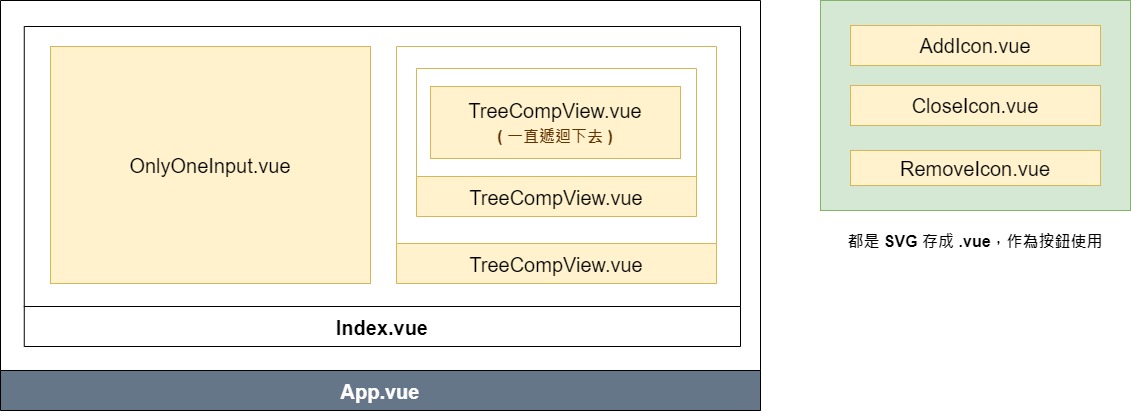 OnlyOneInput.vue
TreeCompView.vue
( 一直遞迴下去 )
TreeCompView.vue
TreeCompView.vue
Index.vue
App.vue
AddIcon.vue
CloseIcon.vue
RemoveIcon.vue
都是 SVG 存成 .vue，作為按鈕使用